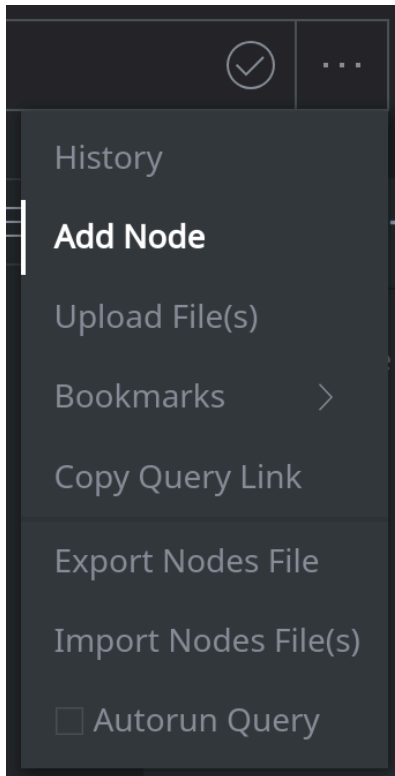 History
Add Node
Upload File(s)
Bookmarks
Copy Query Link
Export Nodes File
Import Nodes File(s)
Autorun Query